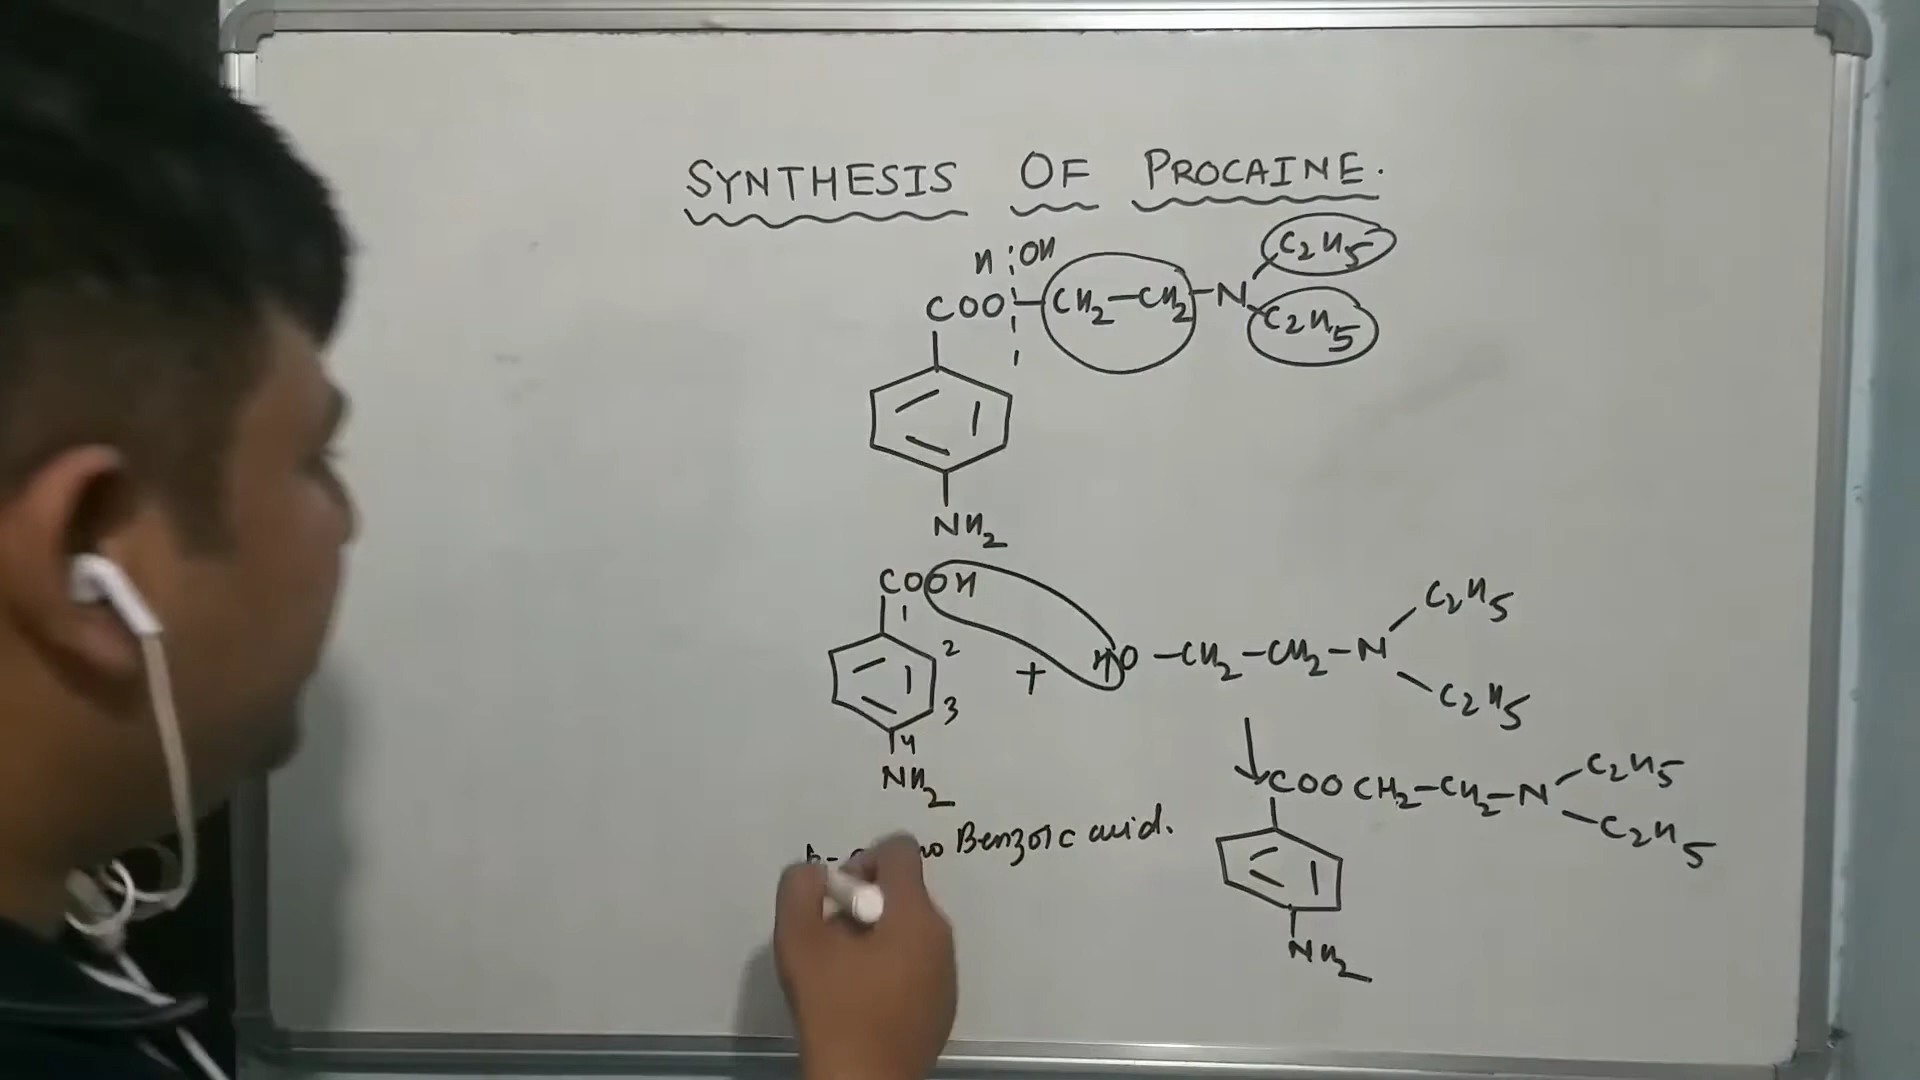 SYNTHESIS OF PROCAINE.
H OH
COO-CH2-CH2-N
C2H5
C2H5
NH2
COOH
1
2
3
4
NH2
+
HO-CH2-CH2-N
C2H5
C2H5
COOCH2-CH2-N
C2H5
C2H5
NH2
Benzoic acid.